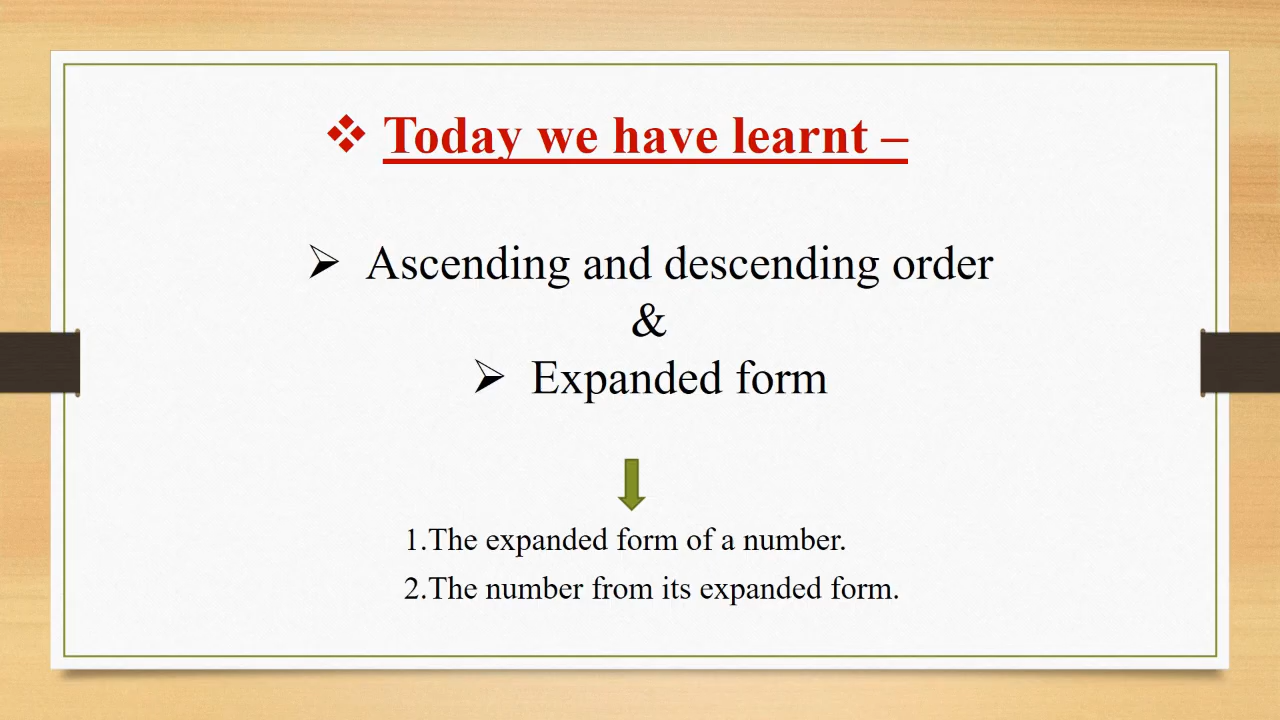 ❖ Today we have learnt –
➢ Ascending and descending order
&
➢ Expanded form
1.The expanded form of a number.
2.The number from its expanded form.